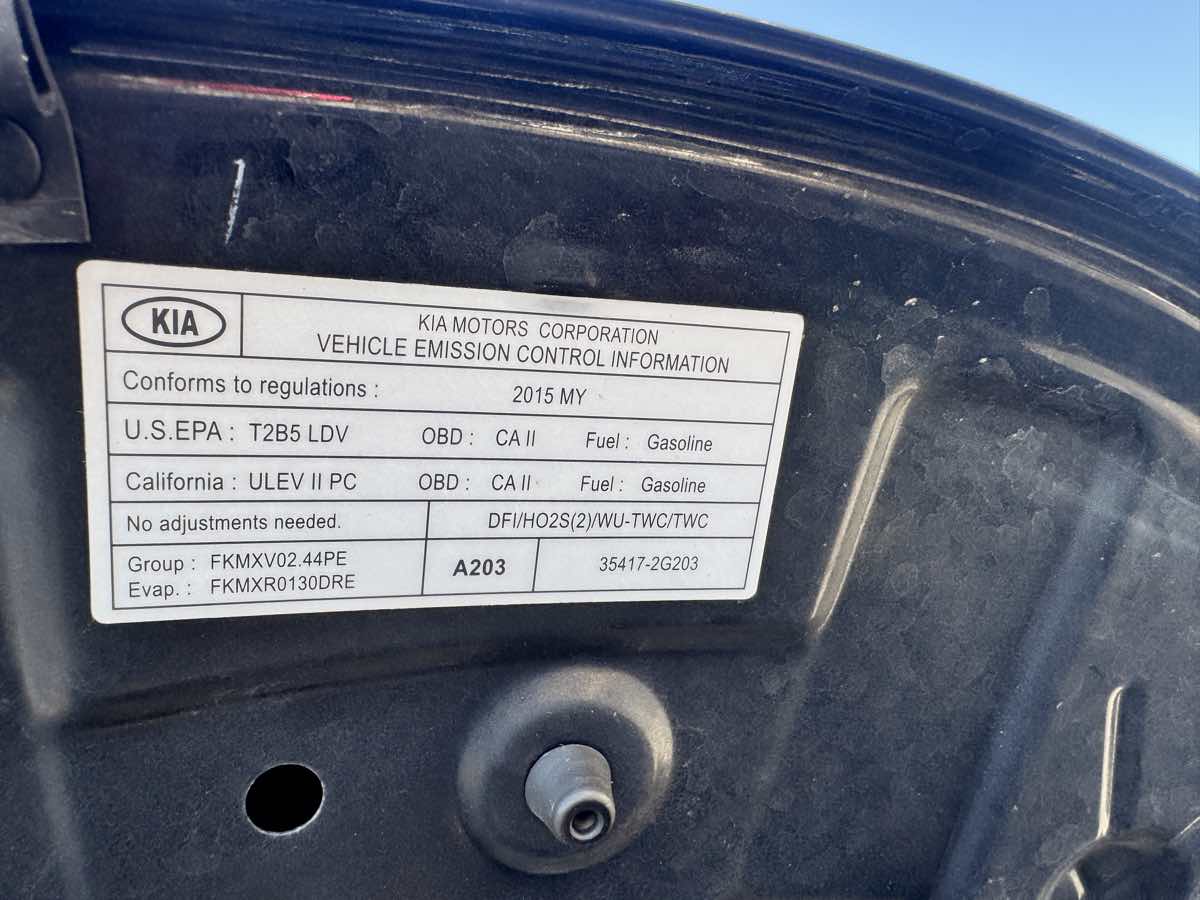 KIA
KIA MOTORS CORPORATION
VEHICLE EMISSION CONTROL INFORMATION
Conforms to regulations : 2015 MY
U.S.EPA : T2B5 LDV OBD : CA II Fuel : Gasoline
California : ULEV II PC OBD : CA II Fuel : Gasoline
No adjustments needed. DFI/HO2S(2)/WU-TWC/TWC
Group : FKMXV02.44PE
Evap. : FKMXR0130DRE
A203
35417-2G203